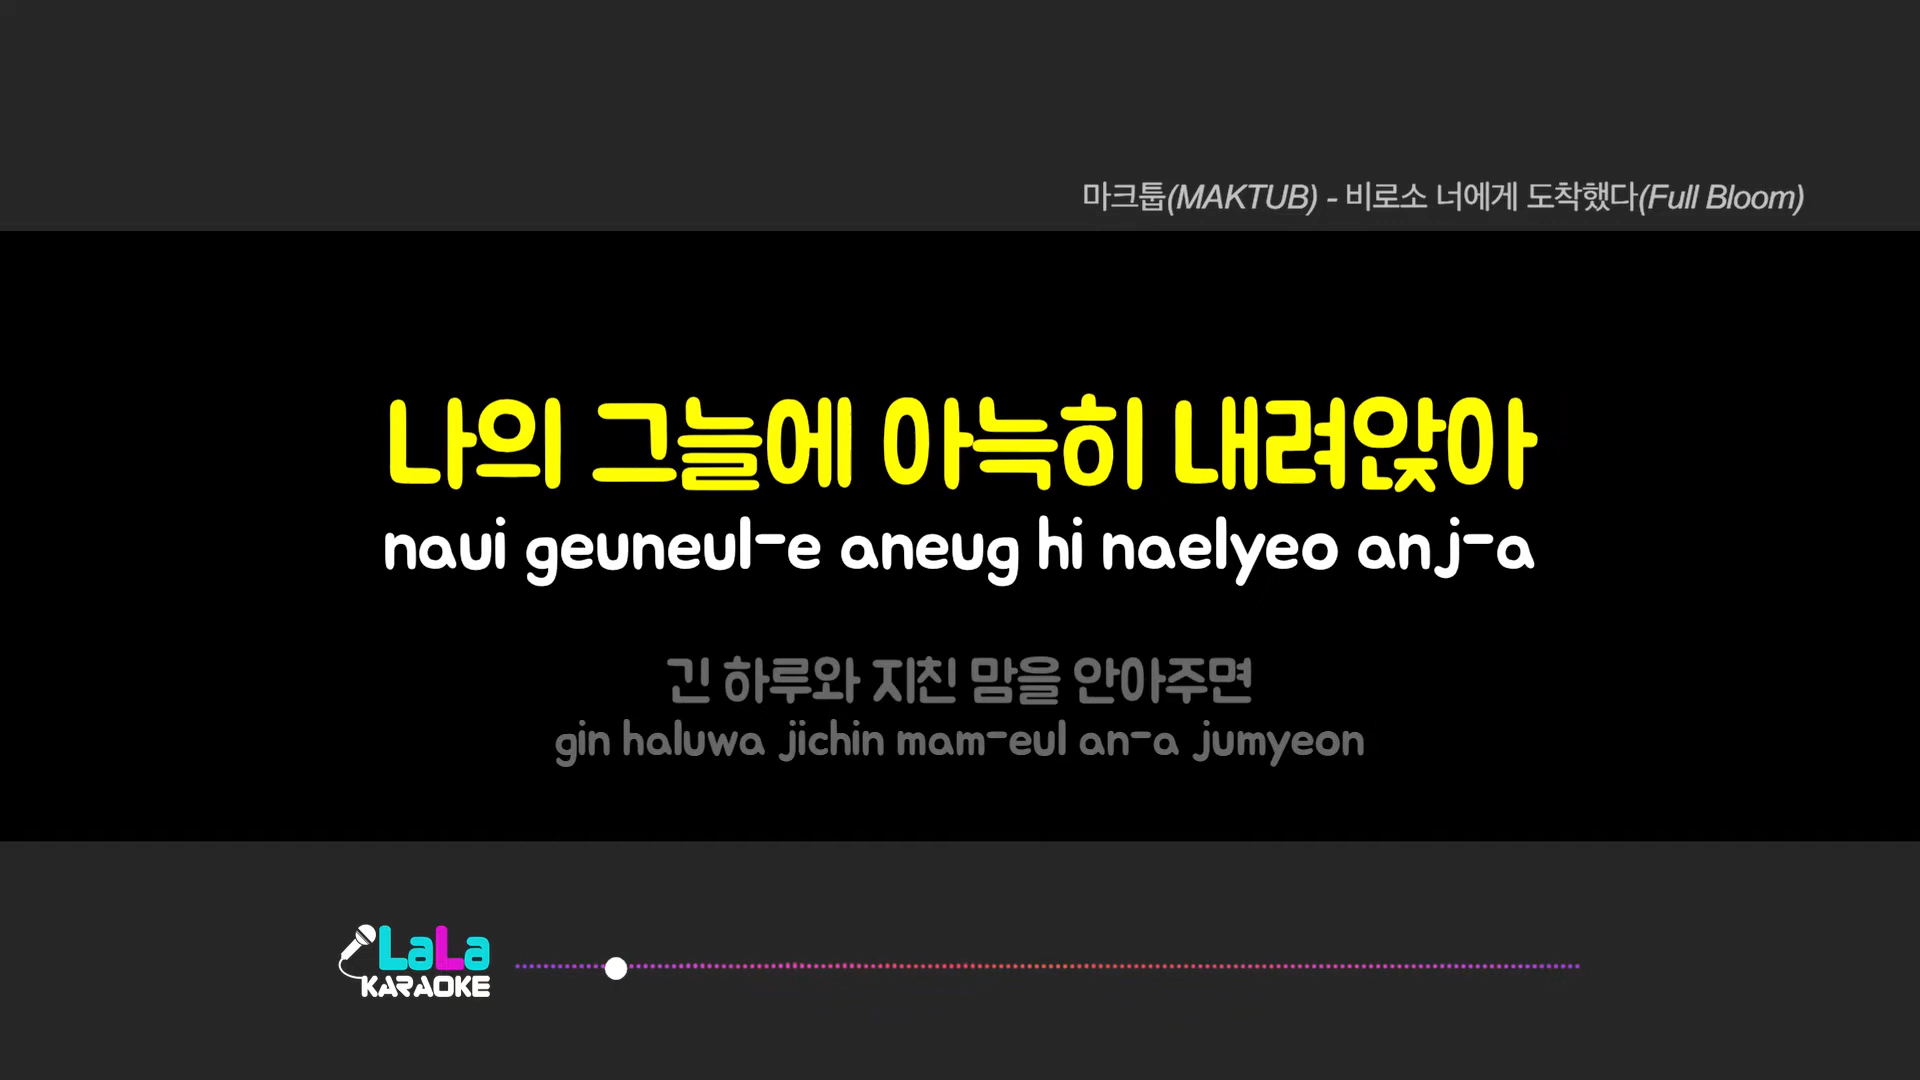 마크툽(MAKTUB) - 비로소 너에게 도착했다(Full Bloom)
나의 그늘에 아늑히 내려앉아
naui geuneul-e aneug hi naelyeo anj-a
긴 하루와 지친 맘을 안아주면
gin haluwa jichin mam-eul an-a jumyeon
LaLa
KARAOKE